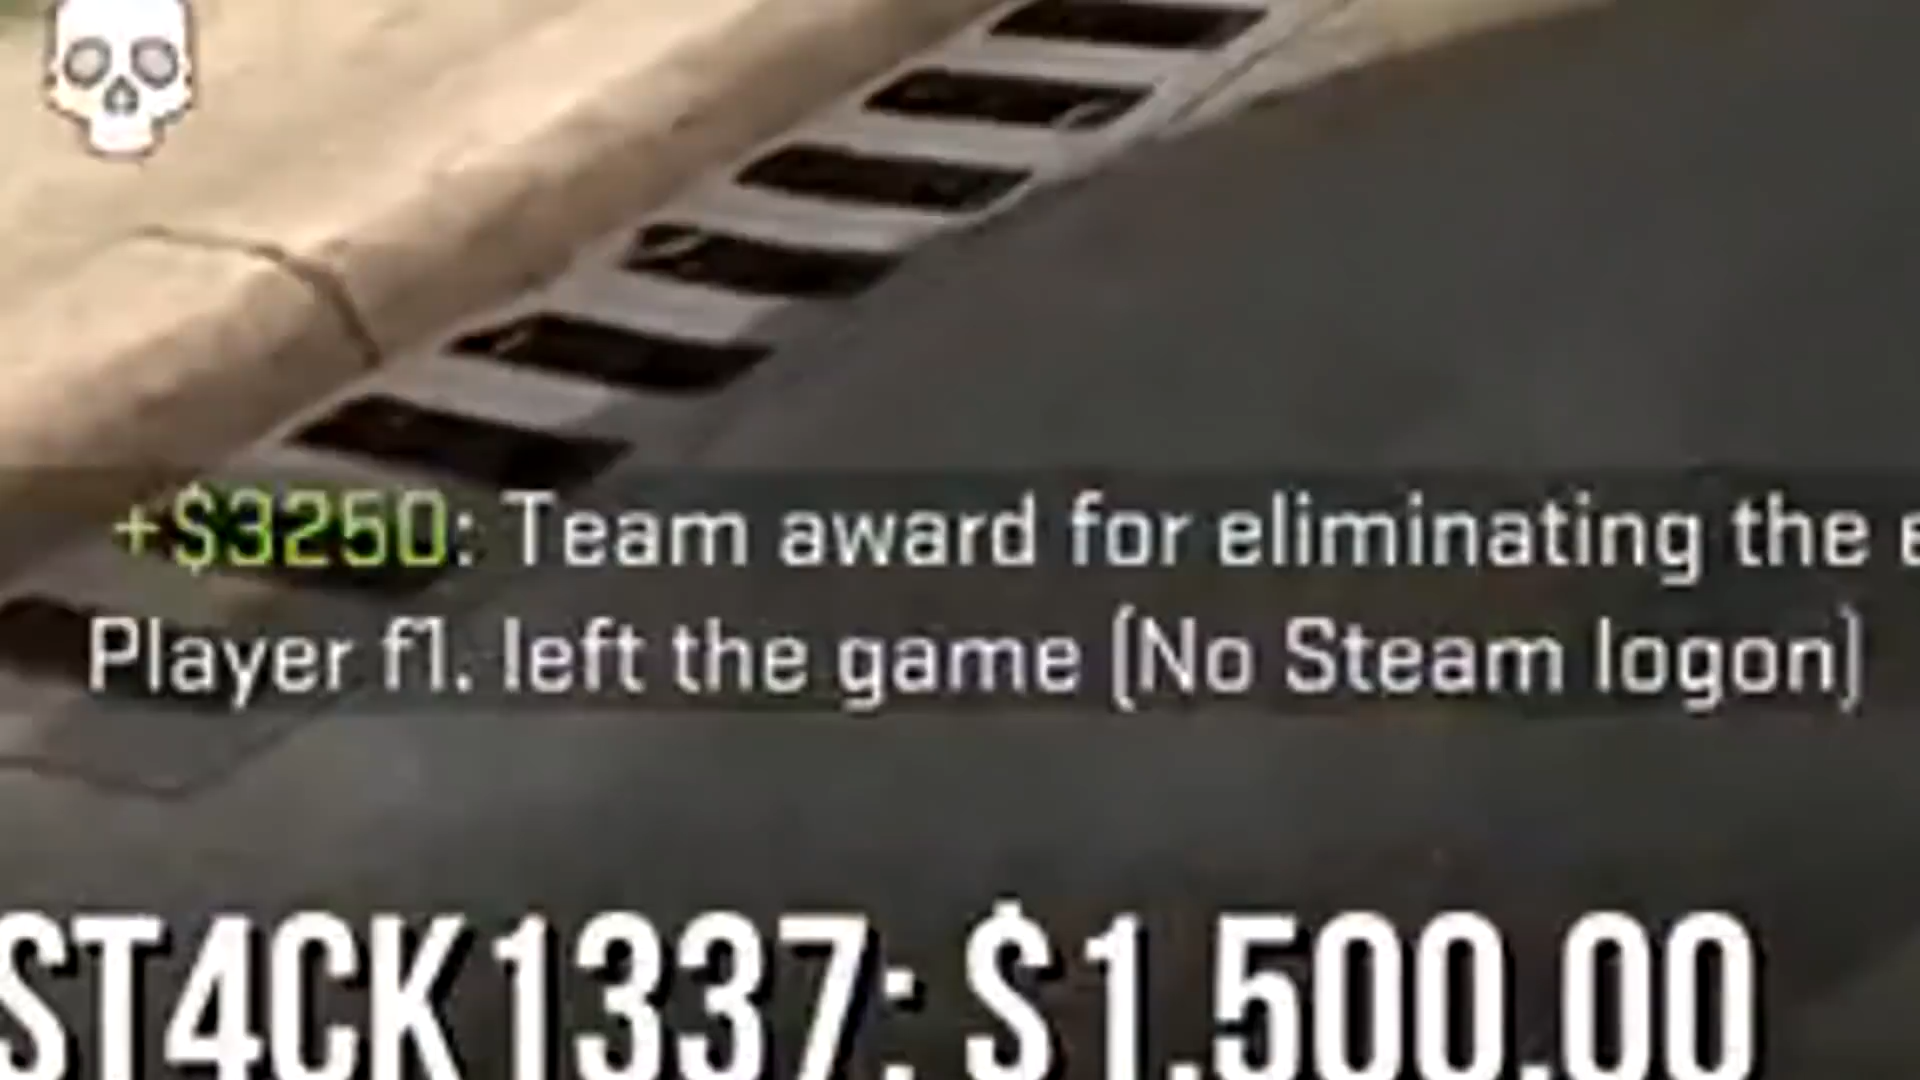 +$3250: Team award for eliminating the
Player f1. left the game (No Steam logon)
ST4CK1337: $1.500.00